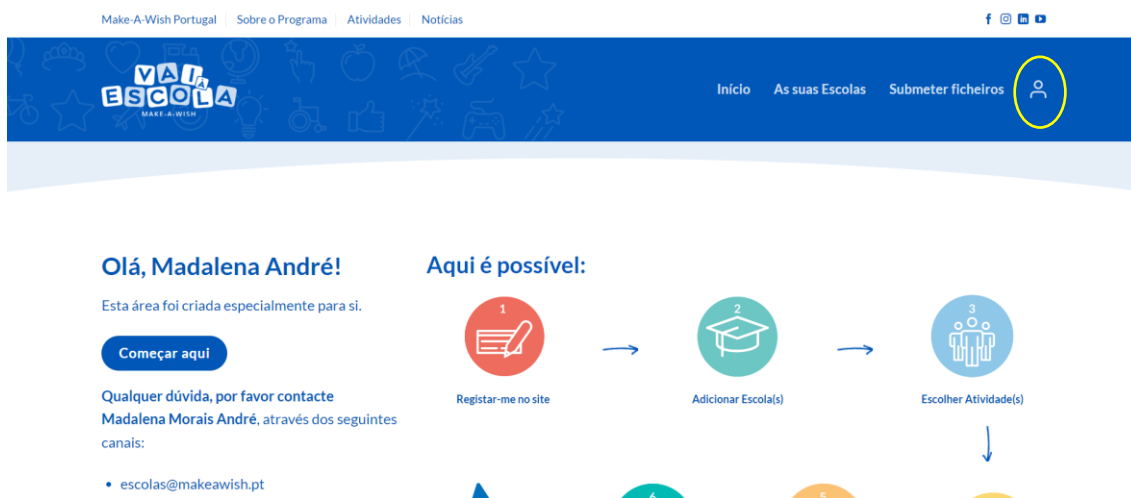 Make-A-Wish Portugal
Sobre o Programa
Atividades
Notícias
VAI À
ESCOLA
MAKE-A-WISH
Início
As suas Escolas
Submeter ficheiros
Olá, Madalena André!
Esta área foi criada especialmente para si.
Começar aqui
Qualquer dúvida, por favor contacte
Madalena Morais André, através dos seguintes
canais:
• escolas@makeawish.pt
Aqui é possível:
1
Registar-me no site
2
Adicionar Escola(s)
3
Escolher Atividade(s)
6
5